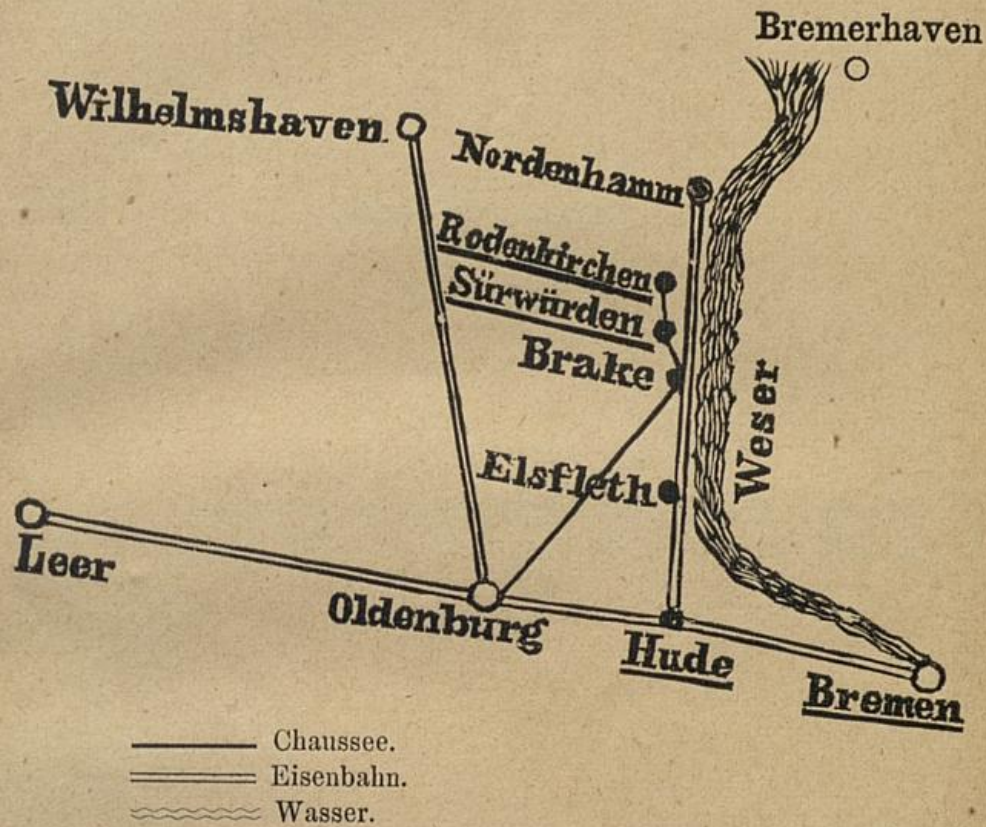 Bremerhaven
Wilhelmshaven
Nordenhamm
Rodenkirchen
Sürwürden
Brake
Weser
Elsfleth
Leer
Oldenburg
Hude
Bremen
Chaussee.
Eisenbahn.
Wasser.